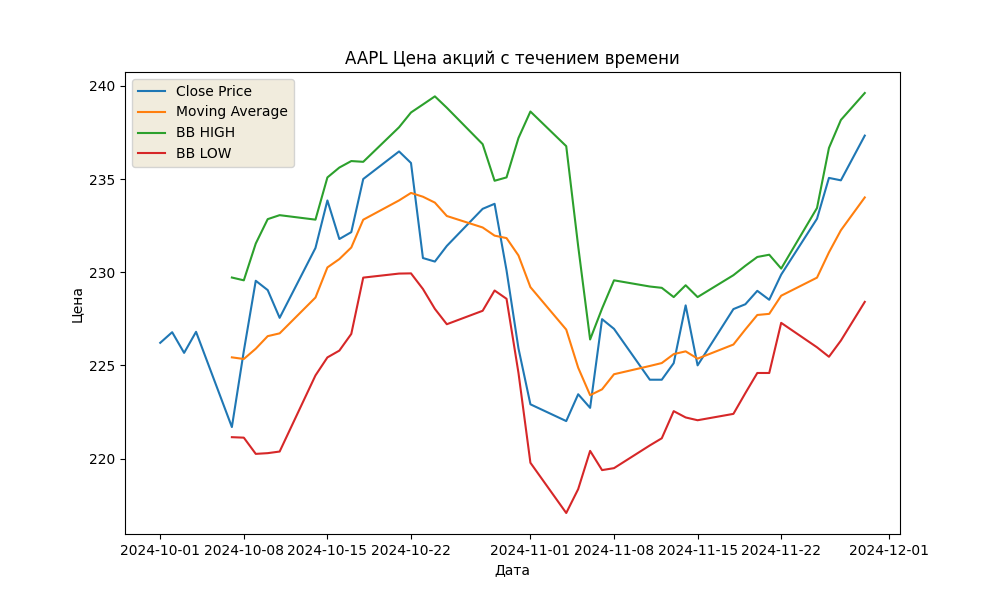 AAPL Цена акций с течением времени
Close Price
Moving Average
BB HIGH
BB LOW
240
235
230
225
220
Цена
2024-10-01 2024-10-08 2024-10-15 2024-10-22 2024-11-01 2024-11-08 2024-11-15 2024-11-22 2024-12-01
Дата